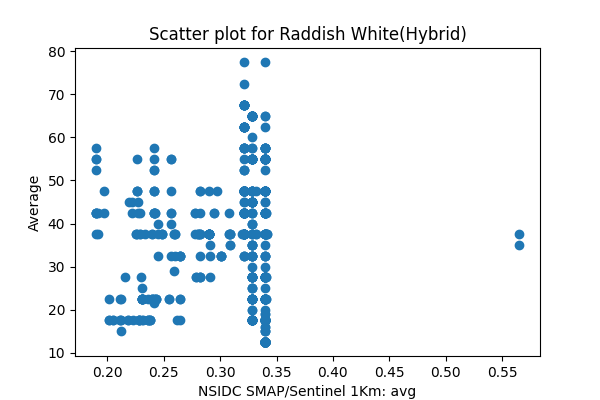 Scatter plot for Raddish White(Hybrid)
80
70
60
50
40
30
20
10
Average
0.20 0.25 0.30 0.35 0.40 0.45 0.50 0.55
NSIDC SMAP/Sentinel 1Km: avg